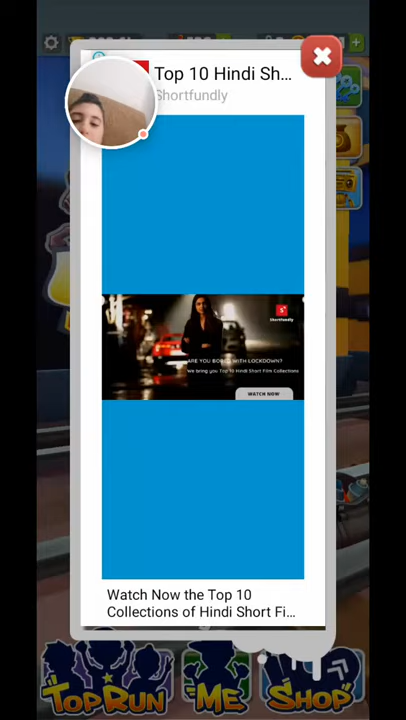 Top 10 Hindi Sh...
Shortfundly
Shortfundly
ARE YOU BORED WITH LOCKDOWN?
We bring you Top 10 Hindi Short Film Collections
WATCH NOW
Watch Now the Top 10
Collections of Hindi Short Fi...
TOP RUN
ME
SHOP